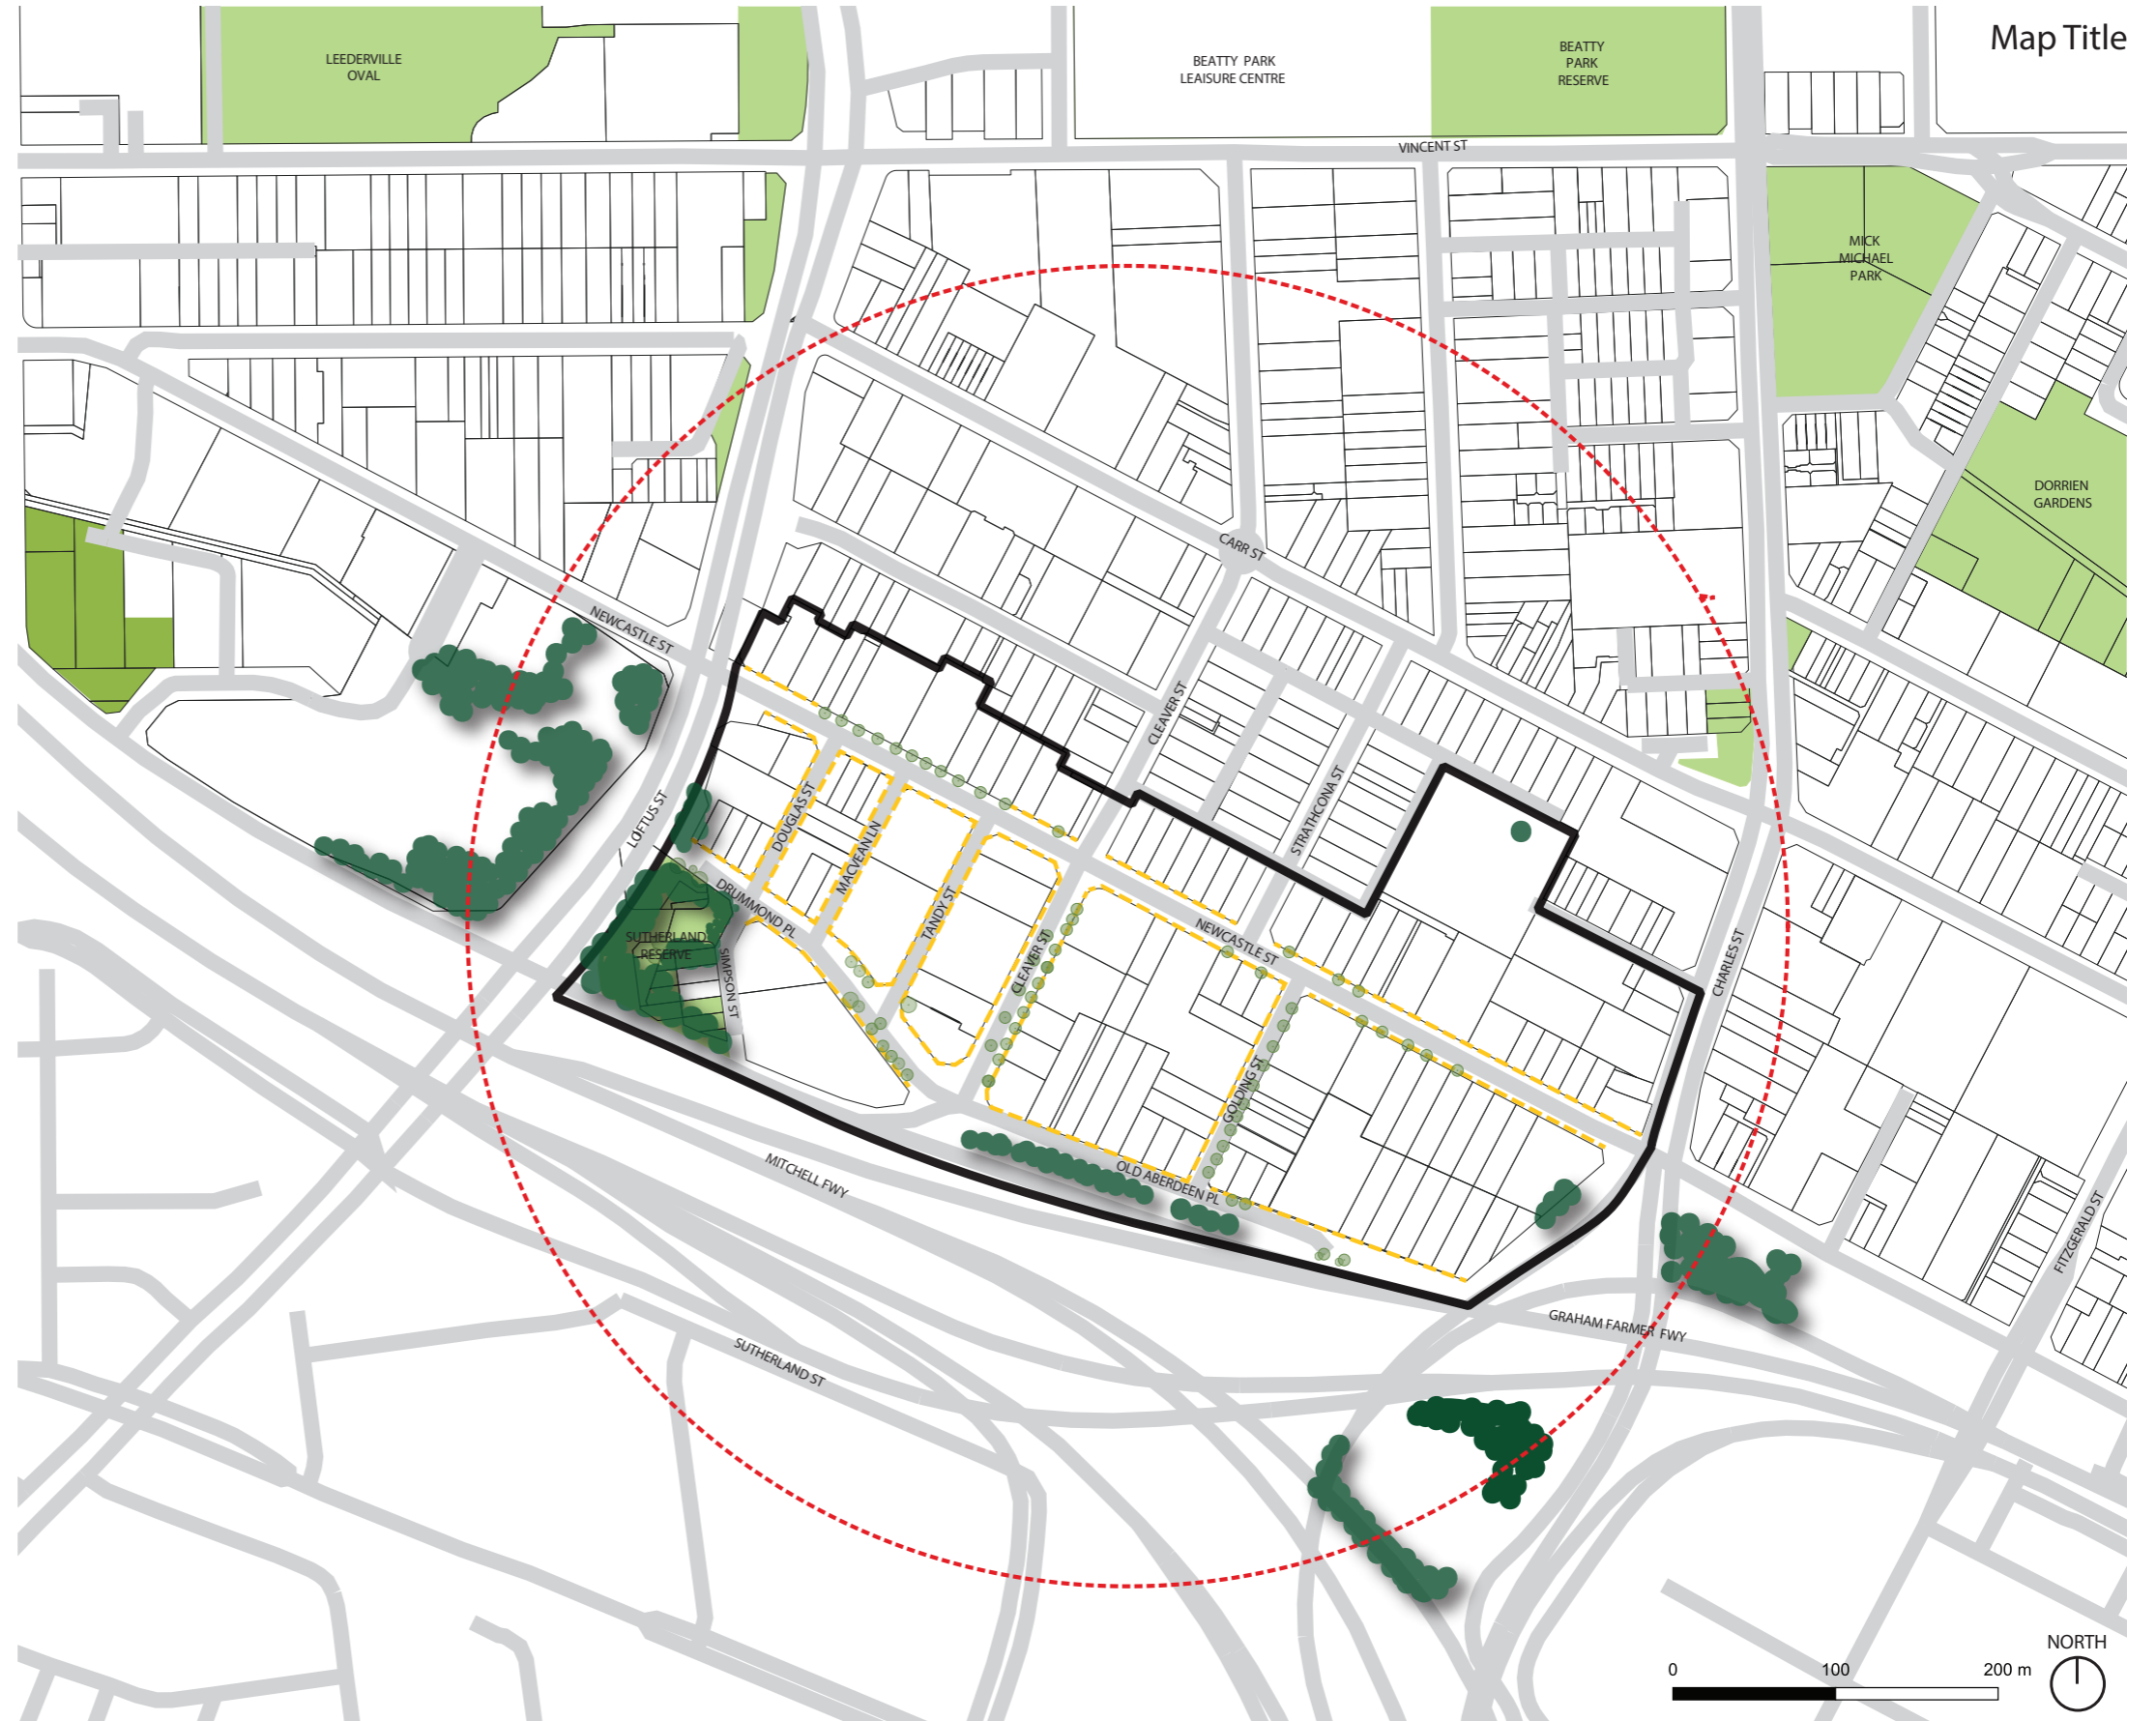 Map Title
LEEDERVILLE
OVAL
BEATTY PARK
LEAISURE CENTRE
BEATTY
PARK
RESERVE
VINCENT ST
MICK
MICHAEL
PARK
DORRIEN
GARDENS
CARR ST
NEWCASTLE ST
CLEAVER ST
STRATHCONA ST
LOFTUS ST
DOUGLAS ST
MACVEAN LN
DRUMMOND PL
TANDY ST
SUTHERLAND
RESERVE
SIMPSON ST
CLEAVER ST
NEWCASTLE ST
CHARLES ST
GOLDING ST
OLD ABERDEEN PL
MITCHELL FWY
FITZGERALD ST
GRAHAM FARMER FWY
SUTHERLAND ST
NORTH
0 100 200 m